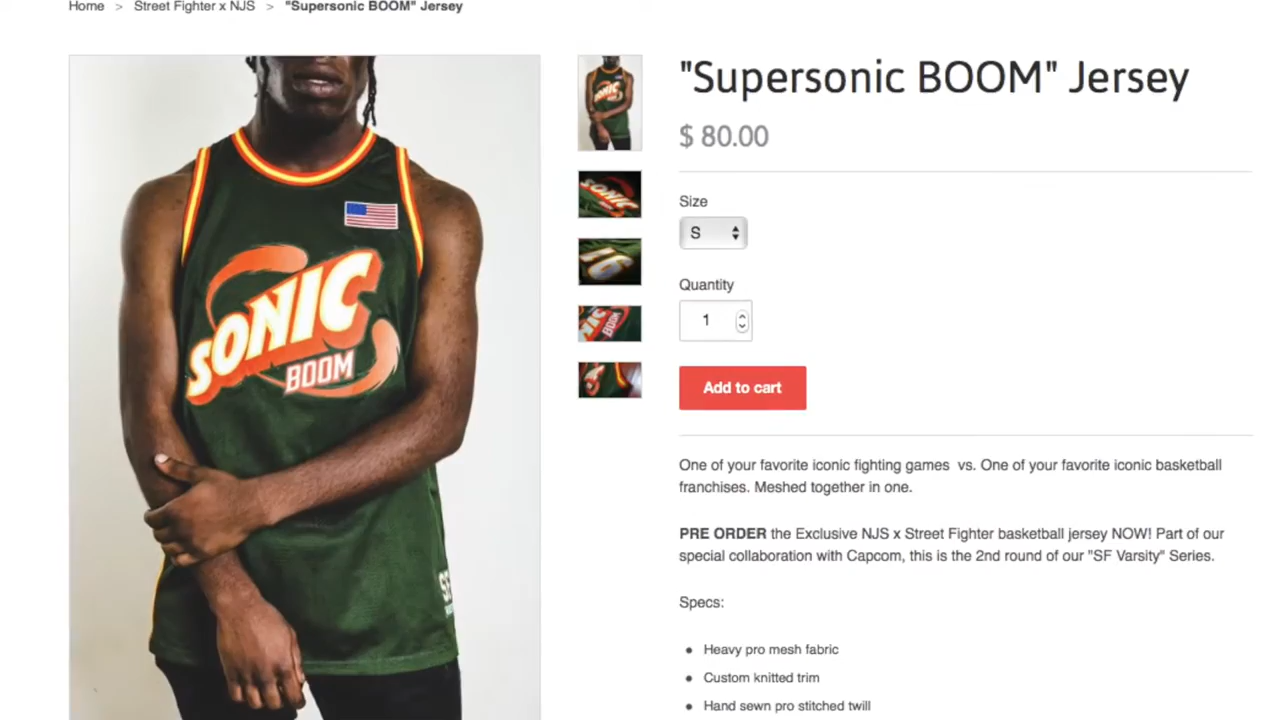 Home > Street Fighter x NJS > "Supersonic BOOM" Jersey
"Supersonic BOOM" Jersey
$ 80.00
Size
S
Quantity
1
Add to cart
One of your favorite iconic fighting games vs. One of your favorite iconic basketball
franchises. Meshed together in one.
PRE ORDER the Exclusive NJS x Street Fighter basketball jersey NOW! Part of our
special collaboration with Capcom, this is the 2nd round of our "SF Varsity" Series.
Specs:
Heavy pro mesh fabric
Custom knitted trim
Hand sewn pro stitched twill
SONIC
BOOM